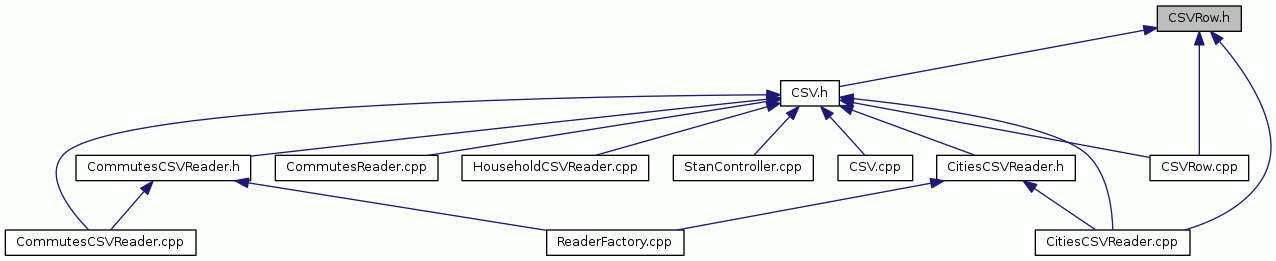 CSVRow.h
CSV.h
CommutesCSVReader.h
CommutesReader.cpp
HouseholdCSVReader.cpp
StanController.cpp
CSV.cpp
CitiesCSVReader.h
CSVRow.cpp
CommutesCSVReader.cpp
ReaderFactory.cpp
CitiesCSVReader.cpp